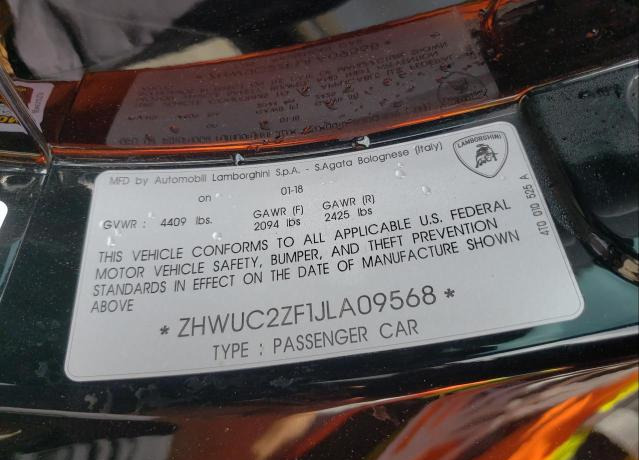 LAMBORGHINI
MFD by Automobili Lamborghini S.p.A. - S.Agata Bolognese (Italy)
on 01-18
GVWR : 4409 lbs. GAWR (F) GAWR (R)
2094 lbs 2425 lbs
THIS VEHICLE CONFORMS TO ALL APPLICABLE U.S. FEDERAL
MOTOR VEHICLE SAFETY, BUMPER, AND THEFT PREVENTION
STANDARDS IN EFFECT ON THE DATE OF MANUFACTURE SHOWN
ABOVE
* ZHWUC2ZF1JLA09568 *
TYPE : PASSENGER CAR
4T0 010 525 A